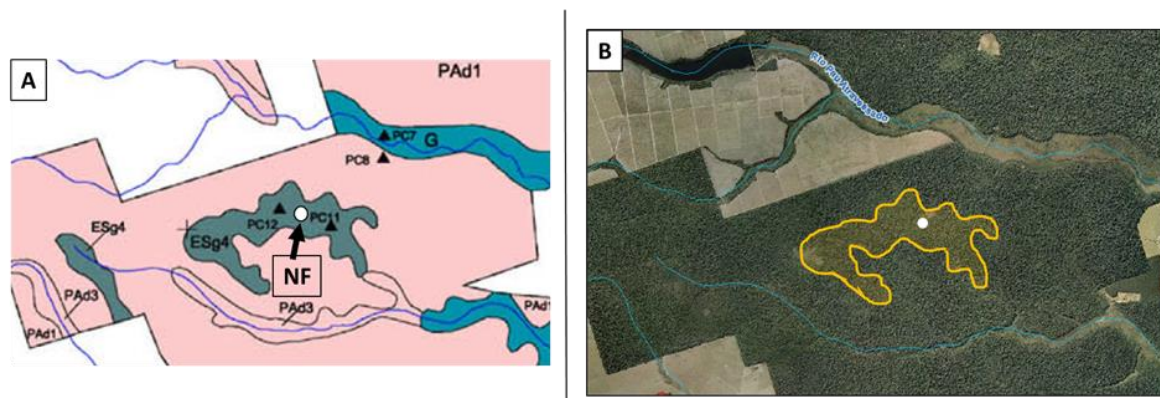 A
PAd1
PC7
G
PC8
ESg4
PC12
PC11
ESg4
NF
PAd3
PAd3
PAd1
PAd1
B
Rio Pau Atravessado